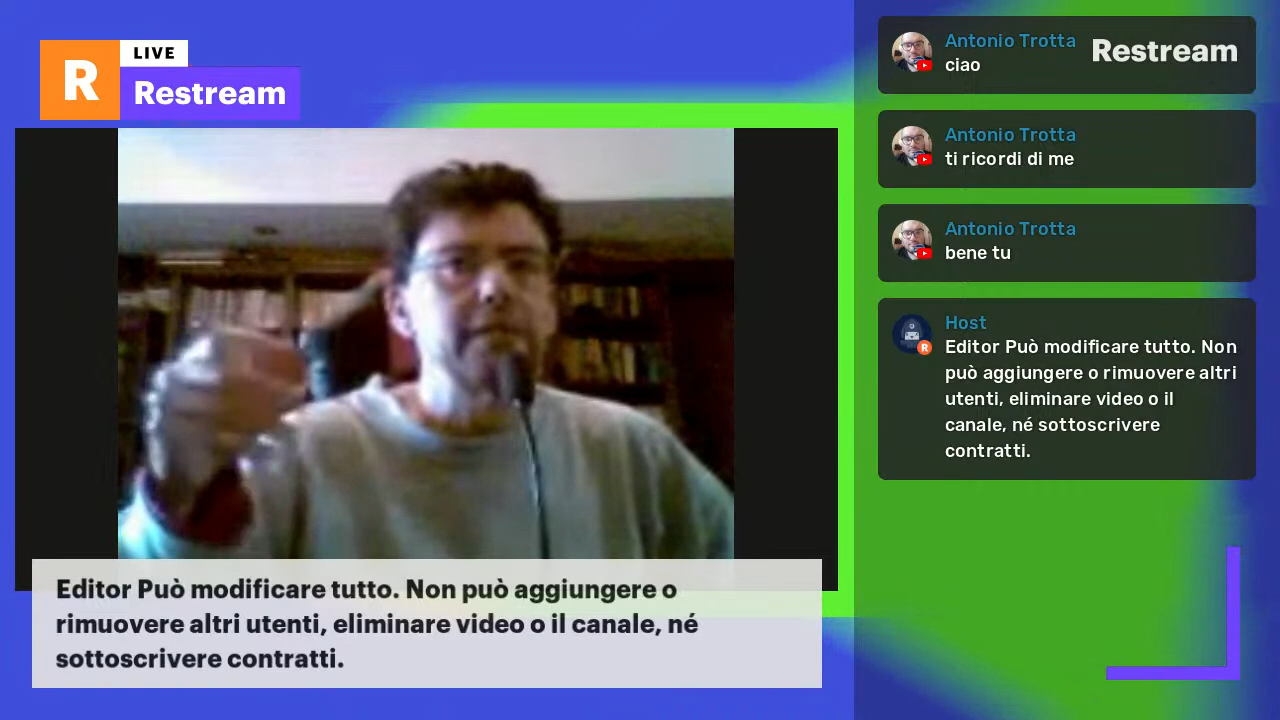 R
LIVE
Restream
Editor Può modificare tutto. Non può aggiungere o
rimuovere altri utenti, eliminare video o il canale, né
sottoscrivere contratti.
Antonio Trotta
Restream
ciao
Antonio Trotta
ti ricordi di me
Antonio Trotta
bene tu
Host
R
Editor Può modificare tutto. Non
può aggiungere o rimuovere altri
utenti, eliminare video o il
canale, né sottoscrivere
contratti.